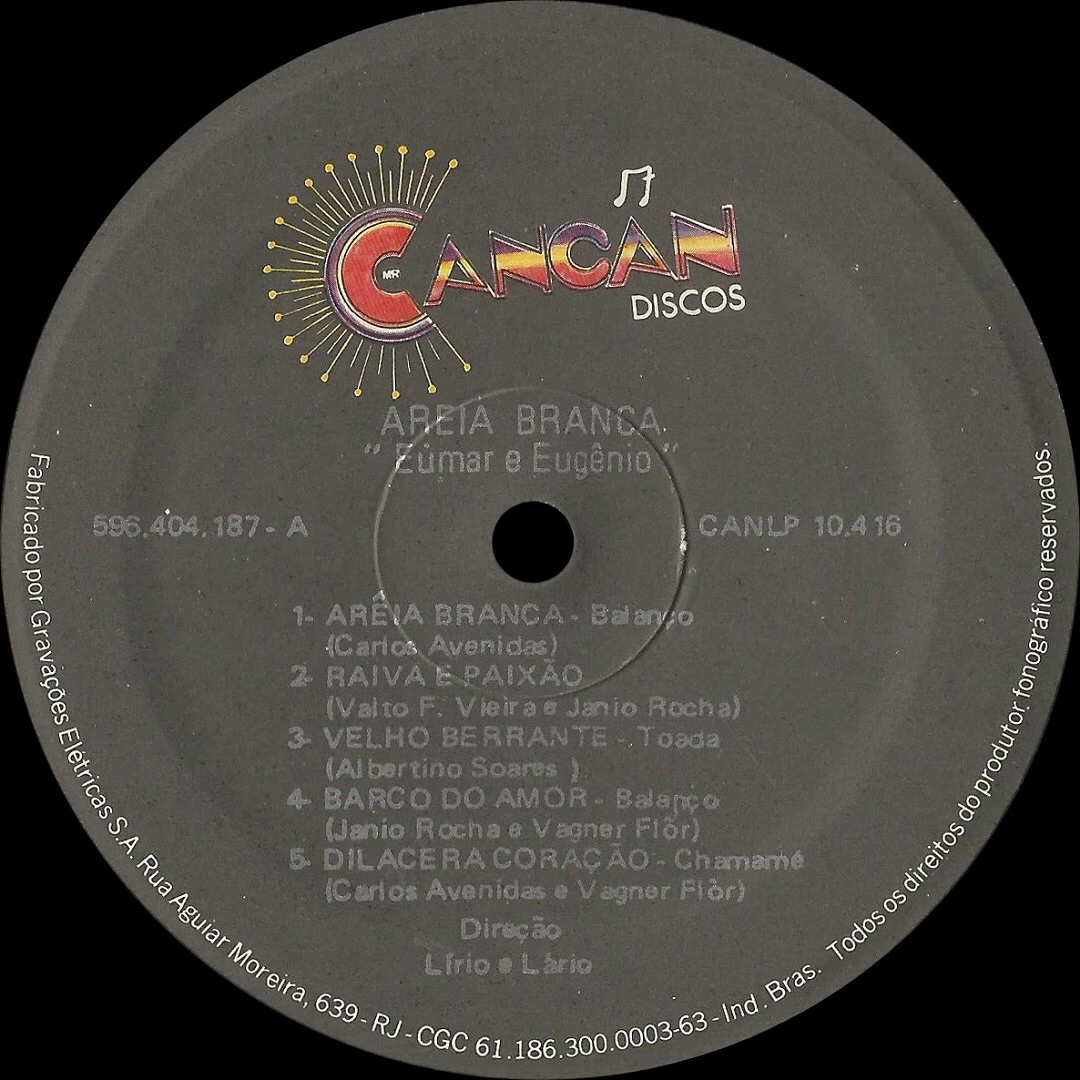 CANCAN
MR
DISCOS
AREIA BRANCA
"Eúmar e Eugênio"
596.404.187 - A
CANLP 10.416
1- ARÊIA BRANCA - Balanço
(Carlos Avenidas)
2- RAIVA E PAIXÃO
(Valto F. Vieira e Janio Rocha)
3- VELHO BERRANTE - Toada
(Albertino Soares )
4- BARCO DO AMOR - Balanço
(Janio Rocha e Vagner Flôr)
5- DILACERA CORAÇÃO - Chamamé
(Carlos Avenidas e Vagner Flôr)
Direção
Lírio e Lário
Fabricado por Gravações Elétricas S.A. Rua Aguiar Moreira, 639 - RJ - CGC 61.186.300.0003-63 - Ind. Bras. Todos os direitos do produtor fonográfico reservados.